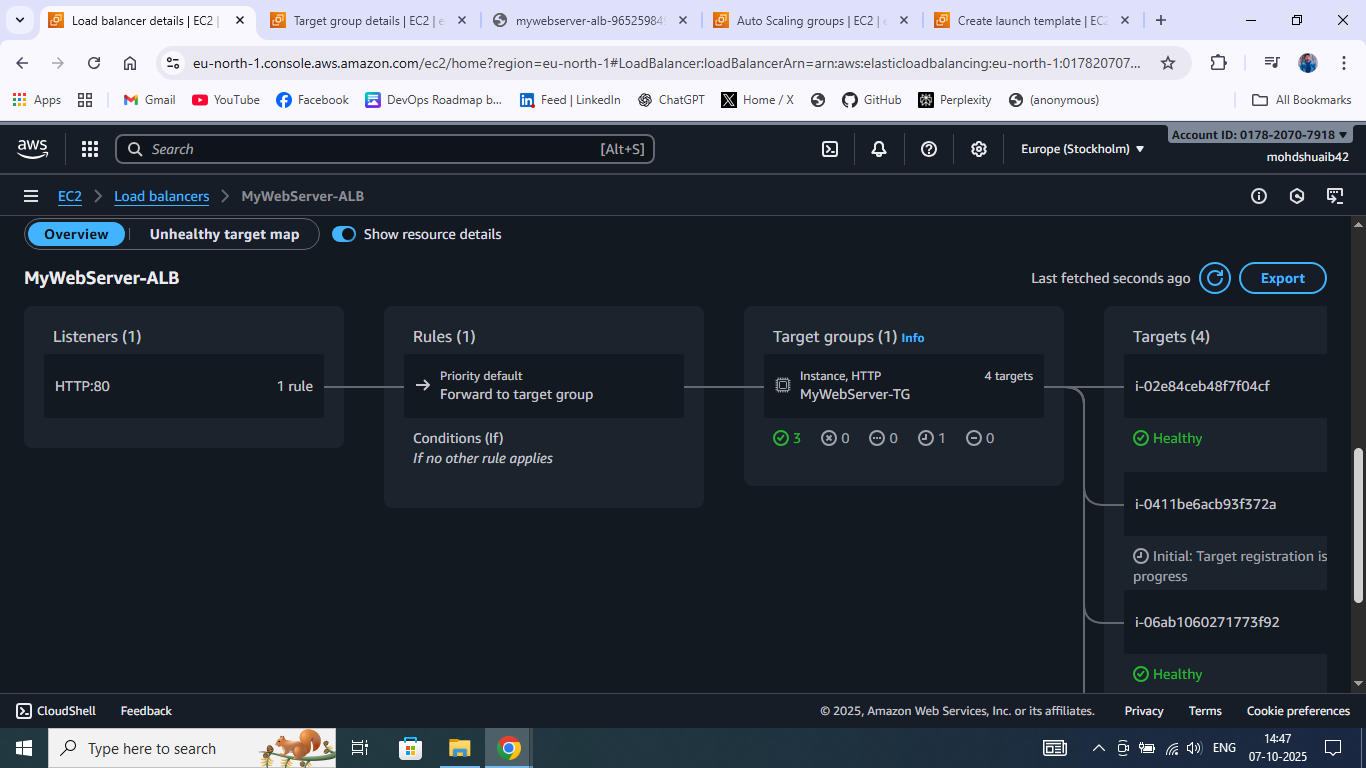 Load balancer details | EC2 |
Target group details | EC2 | e
mywebserver-alb-965259849
Auto Scaling groups | EC2 | e
Create launch template | EC2
eu-north-1.console.aws.amazon.com/ec2/home?region=eu-north-1#LoadBalancer:loadBalancerArn=arn:aws:elasticloadbalancing:eu-north-1:017820707...
Apps
Gmail
YouTube
Facebook
DevOps Roadmap b...
Feed | LinkedIn
ChatGPT
Home / X
GitHub
Perplexity
(anonymous)
All Bookmarks
aws
Search
[Alt+S]
Europe (Stockholm)
Account ID: 0178-2070-7918
mohdshuaib42
EC2
Load balancers
MyWebServer-ALB
Overview
Unhealthy target map
Show resource details
MyWebServer-ALB
Last fetched seconds ago
Export
Listeners (1)
HTTP:80
1 rule
Rules (1)
Priority default
Forward to target group
Conditions (If)
If no other rule applies
Target groups (1) Info
Instance, HTTP
4 targets
MyWebServer-TG
3
0
0
1
0
Targets (4)
i-02e84ceb48f7f04cf
Healthy
i-0411be6acb93f372a
Initial: Target registration is
progress
i-06ab1060271773f92
Healthy
CloudShell
Feedback
© 2025, Amazon Web Services, Inc. or its affiliates.
Privacy
Terms
Cookie preferences
Type here to search
ENG
14:47
07-10-2025